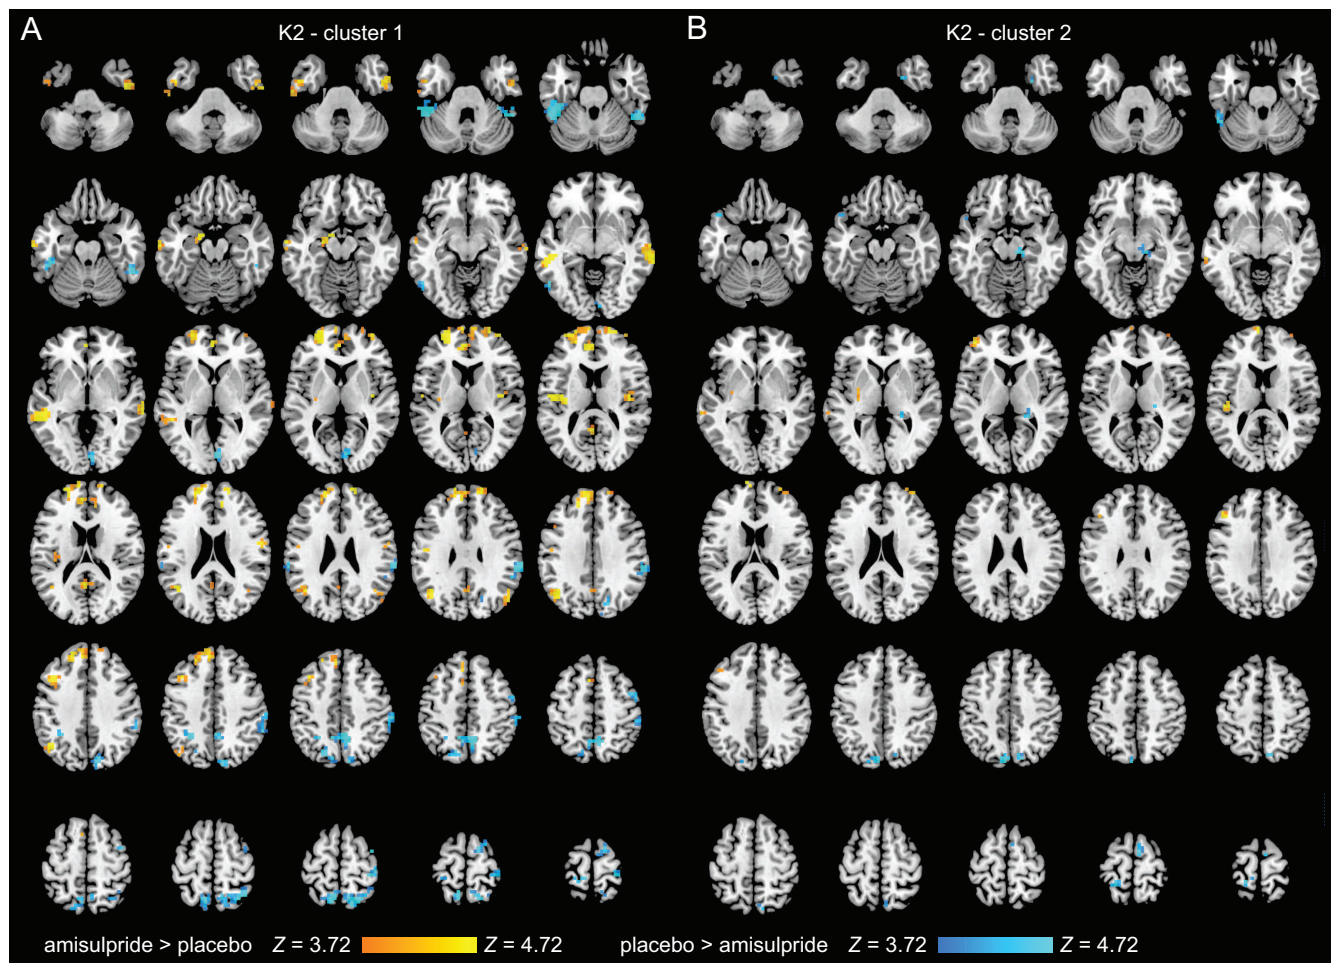 A
K2 - cluster 1
B
K2 - cluster 2
amisulpride > placebo Z = 3.72 Z = 4.72
placebo > amisulpride Z = 3.72 Z = 4.72